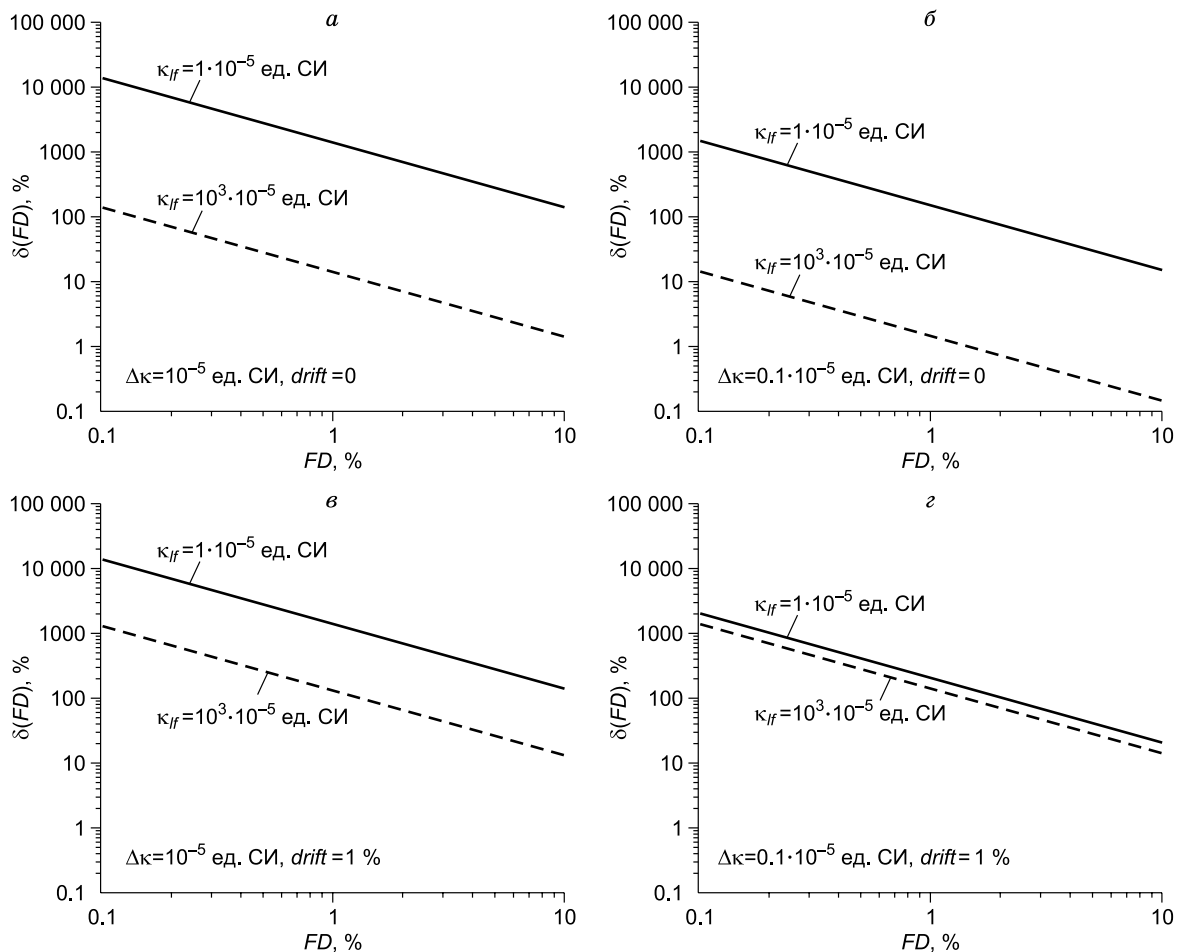 а
100 000
10 000
1000
100
10
1
0.1
δ(FD), %
κlf=1·10⁻⁵ ед. СИ
κlf=10³·10⁻⁵ ед. СИ
Δκ=10⁻⁵ ед. СИ, drift=0
0.1 1 10
FD, %
б
100 000
10 000
1000
100
10
1
0.1
δ(FD), %
κlf=1·10⁻⁵ ед. СИ
κlf=10³·10⁻⁵ ед. СИ
Δκ=0.1·10⁻⁵ ед. СИ, drift=0
0.1 1 10
FD, %
в
100 000
10 000
1000
100
10
1
0.1
δ(FD), %
κlf=1·10⁻⁵ ед. СИ
κlf=10³·10⁻⁵ ед. СИ
Δκ=10⁻⁵ ед. СИ, drift=1 %
0.1 1 10
FD, %
г
100 000
10 000
1000
100
10
1
0.1
δ(FD), %
κlf=1·10⁻⁵ ед. СИ
κlf=10³·10⁻⁵ ед. СИ
Δκ=0.1·10⁻⁵ ед. СИ, drift=1 %
0.1 1 10
FD, %